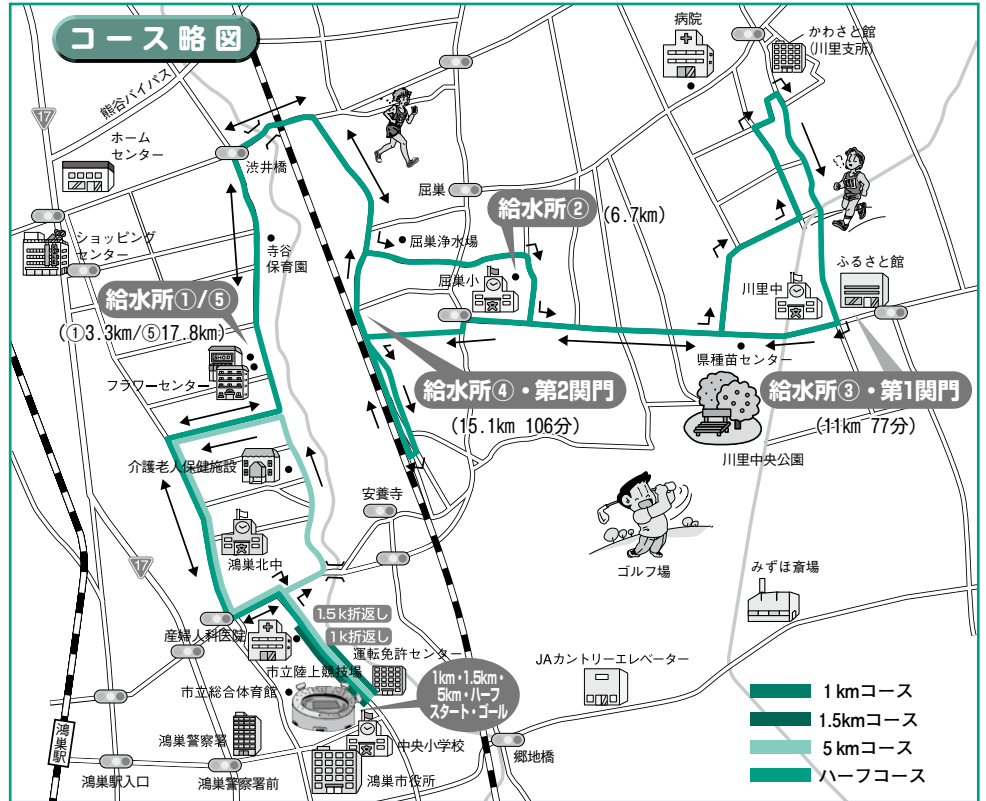 コース略図
病院
かわさと館
(川里支所)
熊谷バイパス
17
ホーム
センター
渋井橋
屈巣
給水所②
(6.7km)
ショッピング
センター
寺谷
保育園
屈巣浄水場
屈巣小
川里中
ふるさと館
給水所①/⑤
(①3.3km/⑤17.8km)
フラワーセンター
県種苗センター
給水所④・第2関門
(15.1km 106分)
給水所③・第1関門
(11km 77分)
川里中央公園
介護老人保健施設
安養寺
鴻巣北中
17
ゴルフ場
みずほ斎場
1.5k折返し
1k折返し
産婦人科医院
運転免許センター
市立陸上競技場
1km・1.5km・
5km・ハーフ
スタート・ゴール
JAカントリーエレベーター
市立総合体育館
中央小学校
鴻巣警察署
郷地橋
鴻巣駅
鴻巣駅入口
鴻巣警察署前
鴻巣市役所
1kmコース
1.5kmコース
5kmコース
ハーフコース